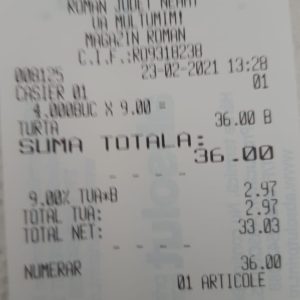 ROMAN JUDET NEAMT
VA MULTUMIM!
MAGAZIN ROMAN
C.I.F.:RO9318238
008125 23-02-2021 13:28
CASIER 01 01
4.000BUC X 9.00 =
TURTA 36.00 B
SUMA TOTALA:
36.00
- - - -
9.00% TVA*B 2.97
TOTAL TVA: 2.97
TOTAL NET: 33.03
- - - -
NUMERAR 36.00
01 ARTICOLE